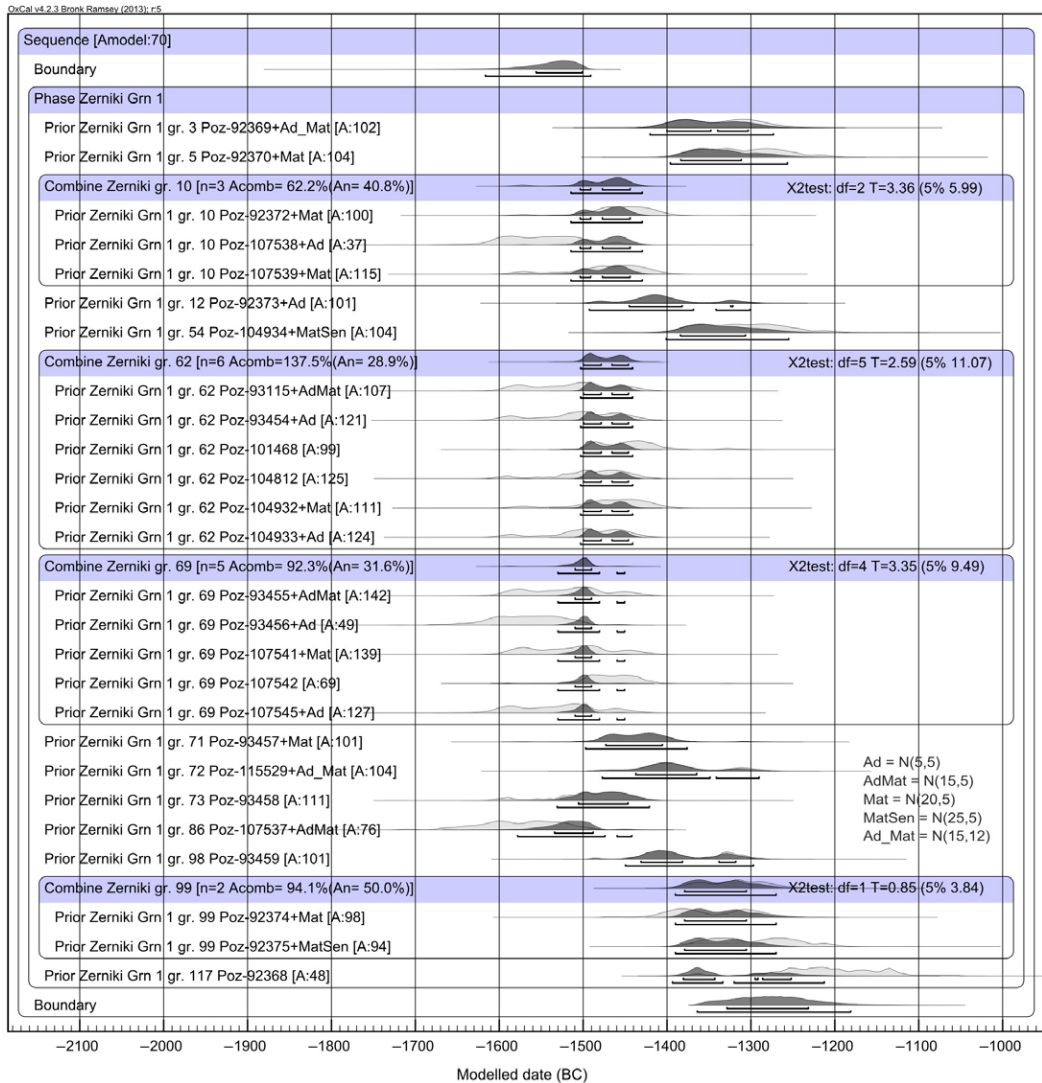 OxCal v4.2.3 Bronk Ramsey (2013); r:5
Sequence [Amodel:70]
Boundary
Phase Zerniki Grn 1
Prior Zerniki Grn 1 gr. 3 Poz-92369+Ad_Mat [A:102]
Prior Zerniki Grn 1 gr. 5 Poz-92370+Mat [A:104]
Combine Zerniki gr. 10 [n=3 Acomb= 62.2%(An= 40.8%)] X2test: df=2 T=3.36 (5% 5.99)
Prior Zerniki Grn 1 gr. 10 Poz-92372+Mat [A:100]
Prior Zerniki Grn 1 gr. 10 Poz-107538+Ad [A:37]
Prior Zerniki Grn 1 gr. 10 Poz-107539+Mat [A:115]
Prior Zerniki Grn 1 gr. 12 Poz-92373+Ad [A:101]
Prior Zerniki Grn 1 gr. 54 Poz-104934+MatSen [A:104]
Combine Zerniki gr. 62 [n=6 Acomb=137.5%(An= 28.9%)] X2test: df=5 T=2.59 (5% 11.07)
Prior Zerniki Grn 1 gr. 62 Poz-93115+AdMat [A:107]
Prior Zerniki Grn 1 gr. 62 Poz-93454+Ad [A:121]
Prior Zerniki Grn 1 gr. 62 Poz-101468 [A:99]
Prior Zerniki Grn 1 gr. 62 Poz-104812 [A:125]
Prior Zerniki Grn 1 gr. 62 Poz-104932+Mat [A:111]
Prior Zerniki Grn 1 gr. 62 Poz-104933+Ad [A:124]
Combine Zerniki gr. 69 [n=5 Acomb= 92.3%(An= 31.6%)] X2test: df=4 T=3.35 (5% 9.49)
Prior Zerniki Grn 1 gr. 69 Poz-93455+AdMat [A:142]
Prior Zerniki Grn 1 gr. 69 Poz-93456+Ad [A:49]
Prior Zerniki Grn 1 gr. 69 Poz-107541+Mat [A:139]
Prior Zerniki Grn 1 gr. 69 Poz-107542 [A:69]
Prior Zerniki Grn 1 gr. 69 Poz-107545+Ad [A:127]
Prior Zerniki Grn 1 gr. 71 Poz-93457+Mat [A:101]
Prior Zerniki Grn 1 gr. 72 Poz-115529+Ad_Mat [A:104]
Prior Zerniki Grn 1 gr. 73 Poz-93458 [A:111]
Prior Zerniki Grn 1 gr. 86 Poz-107537+AdMat [A:76]
Prior Zerniki Grn 1 gr. 98 Poz-93459 [A:101]
Ad = N(5,5)
AdMat = N(15,5)
Mat = N(20,5)
MatSen = N(25,5)
Ad_Mat = N(15,12)
Combine Zerniki gr. 99 [n=2 Acomb= 94.1%(An= 50.0%)] X2test: df=1 T=0.85 (5% 3.84)
Prior Zerniki Grn 1 gr. 99 Poz-92374+Mat [A:98]
Prior Zerniki Grn 1 gr. 99 Poz-92375+MatSen [A:94]
Prior Zerniki Grn 1 gr. 117 Poz-92368 [A:48]
Boundary
−2100 −2000 −1900 −1800 −1700 −1600 −1500 −1400 −1300 −1200 −1100 −1000
Modelled date (BC)